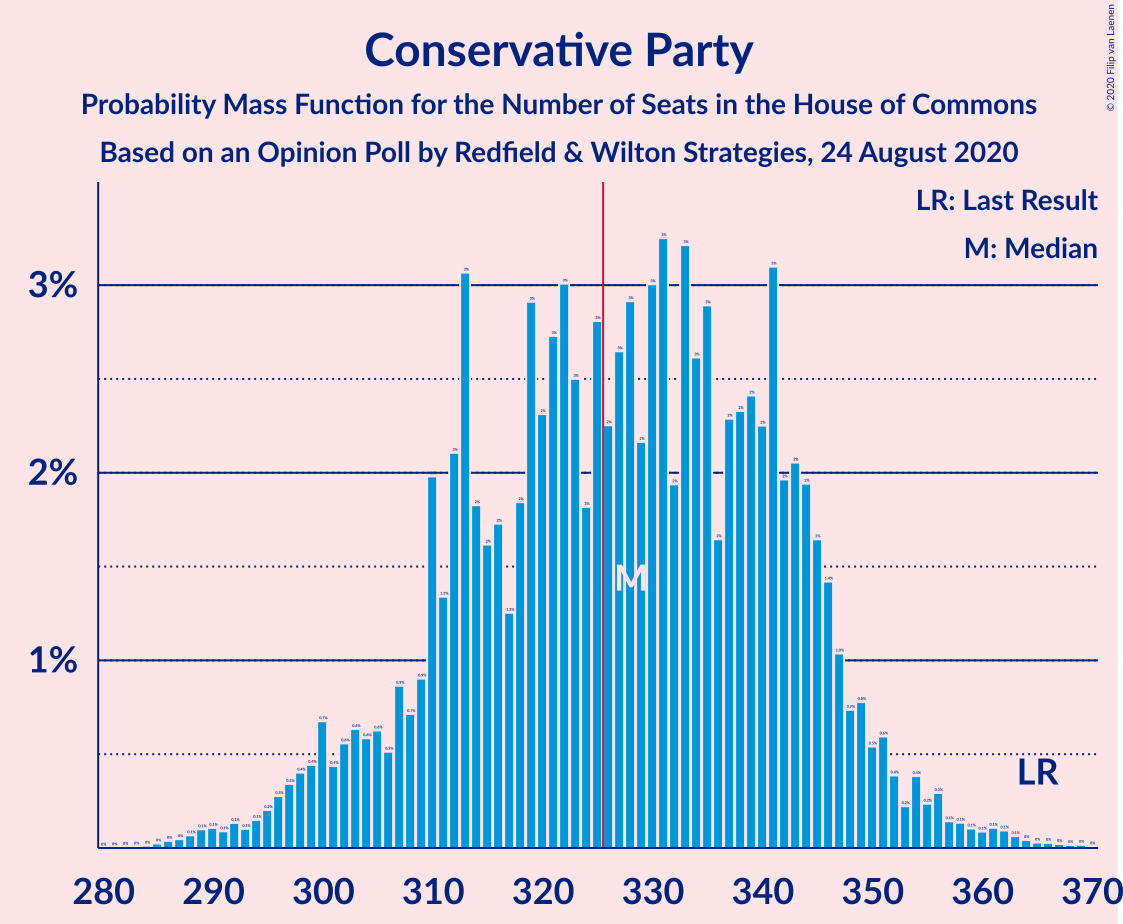 Conservative Party
Probability Mass Function for the Number of Seats in the House of Commons
Based on an Opinion Poll by Redfield & Wilton Strategies, 24 August 2020
© 2020 Filip van Laenen
LR: Last Result
M: Median
3%
2%
1%
M
LR
280 290 300 310 320 330 340 350 360 370